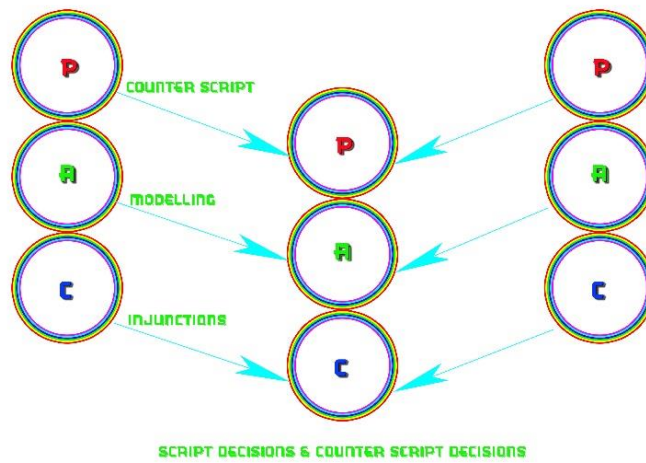 P
P
COUNTER SCRIPT
P
A
A
MODELLING
A
C
C
INJUNCTIONS
C
SCRIPT DECISIONS & COUNTER SCRIPT DECISIONS